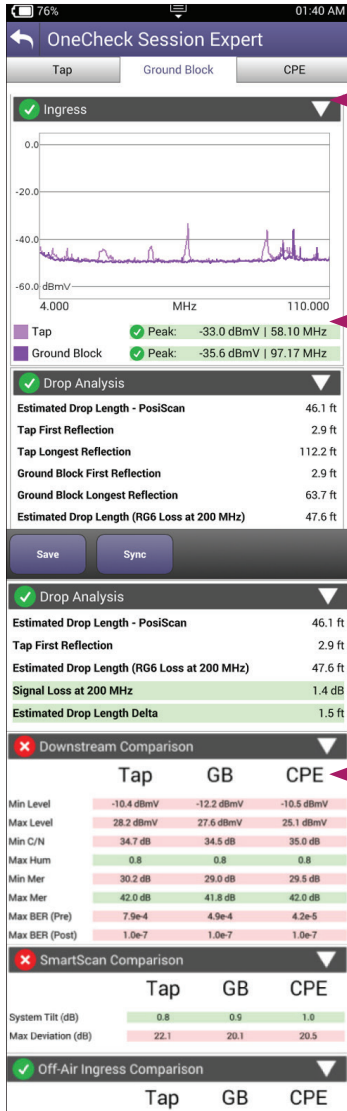 76% 01:40 AM
OneCheck Session Expert
Tap Ground Block CPE
Ingress
0.0
-20.0
-40.0
-60.0 dBmV
4.000 MHz 110.000
Tap Peak: -33.0 dBmV | 58.10 MHz
Ground Block Peak: -35.6 dBmV | 97.17 MHz
Drop Analysis
Estimated Drop Length - PosiScan 46.1 ft
Tap First Reflection 2.9 ft
Tap Longest Reflection 112.2 ft
Ground Block First Reflection 2.9 ft
Ground Block Longest Reflection 63.7 ft
Estimated Drop Length (RG6 Loss at 200 MHz) 47.6 ft
Save Sync
Drop Analysis
Estimated Drop Length - PosiScan 46.1 ft
Tap First Reflection 2.9 ft
Estimated Drop Length (RG6 Loss at 200 MHz) 47.6 ft
Signal Loss at 200 MHz 1.4 dB
Estimated Drop Length Delta 1.5 ft
Downstream Comparison
Tap GB CPE
Min Level -10.4 dBmV -12.2 dBmV -10.5 dBmV
Max Level 28.2 dBmV 27.6 dBmV 25.1 dBmV
Min C/N 34.7 dB 34.5 dB 35.0 dB
Max Hum 0.8 0.8 0.8
Min Mer 30.2 dB 29.0 dB 29.5 dB
Max Mer 42.0 dB 41.8 dB 42.0 dB
Max BER (Pre) 7.9e-4 4.9e-4 4.2e-5
Max BER (Post) 1.0e-7 1.0e-7 1.0e-7
SmartScan Comparison
Tap GB CPE
System Tilt (dB) 0.8 0.9 1.0
Max Deviation (dB) 22.1 20.1 20.5
Off-Air Ingress Comparison
Tap GB CPE